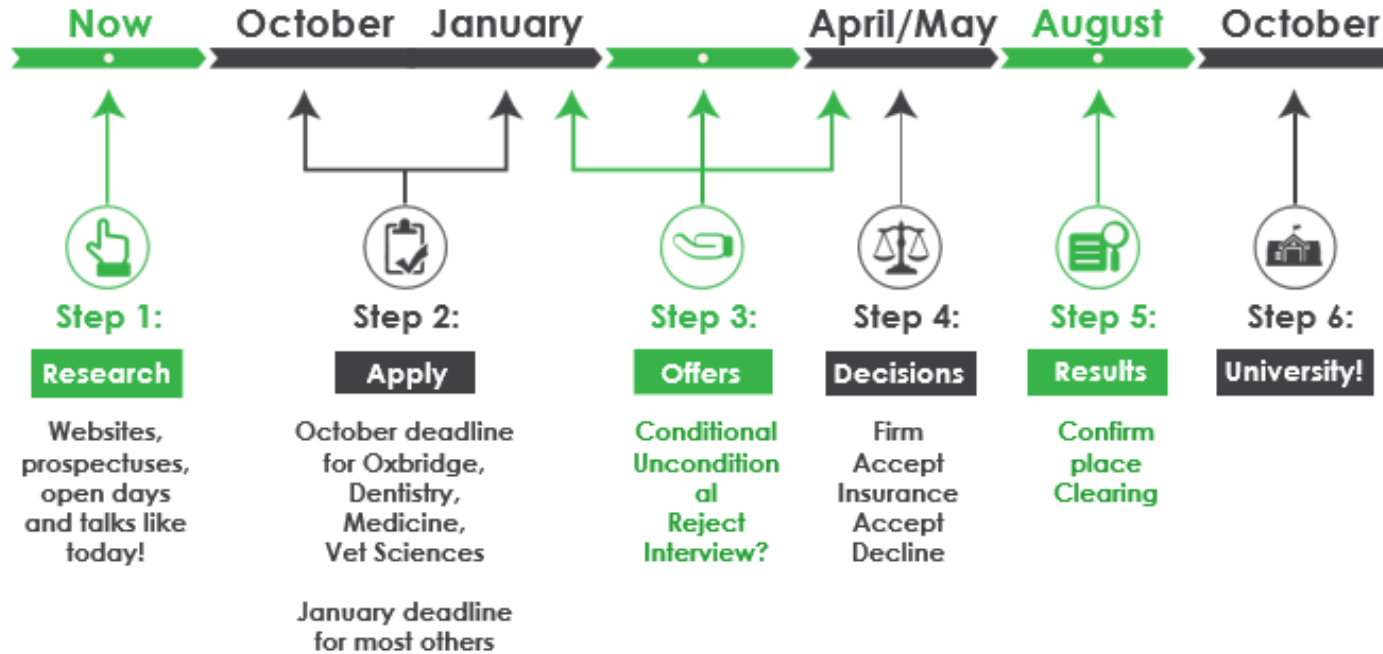 Now
October
January
April/May
August
October
Step 1:
Research
Websites,
prospectuses,
open days
and talks like
today!
Step 2:
Apply
October deadline
for Oxbridge,
Dentistry,
Medicine,
Vet Sciences
January deadline
for most others
Step 3:
Offers
Conditional
Uncondition
al
Reject
Interview?
Step 4:
Decisions
Firm
Accept
Insurance
Accept
Decline
Step 5:
Results
Confirm
place
Clearing
Step 6:
University!